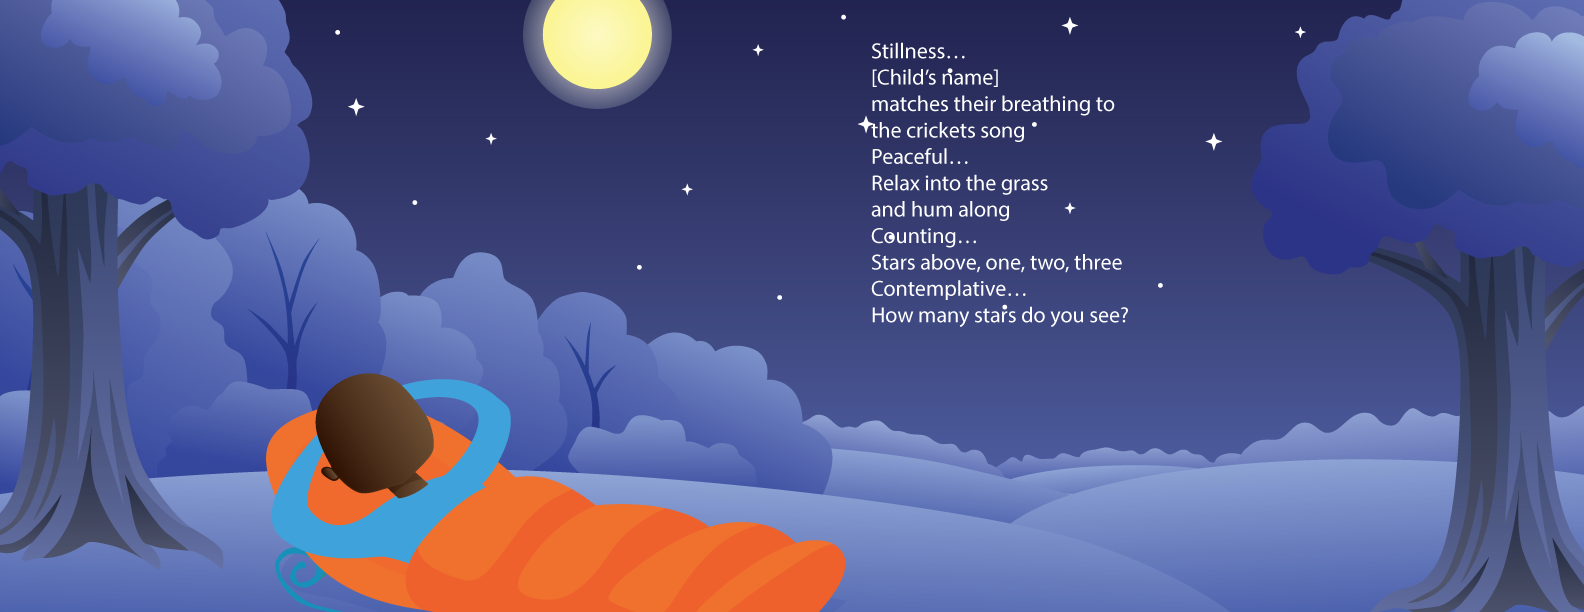 Stillness…
[Child’s name]
matches their breathing to
the crickets song
Peaceful…
Relax into the grass
and hum along
Counting…
Stars above, one, two, three
Contemplative…
How many stars do you see?